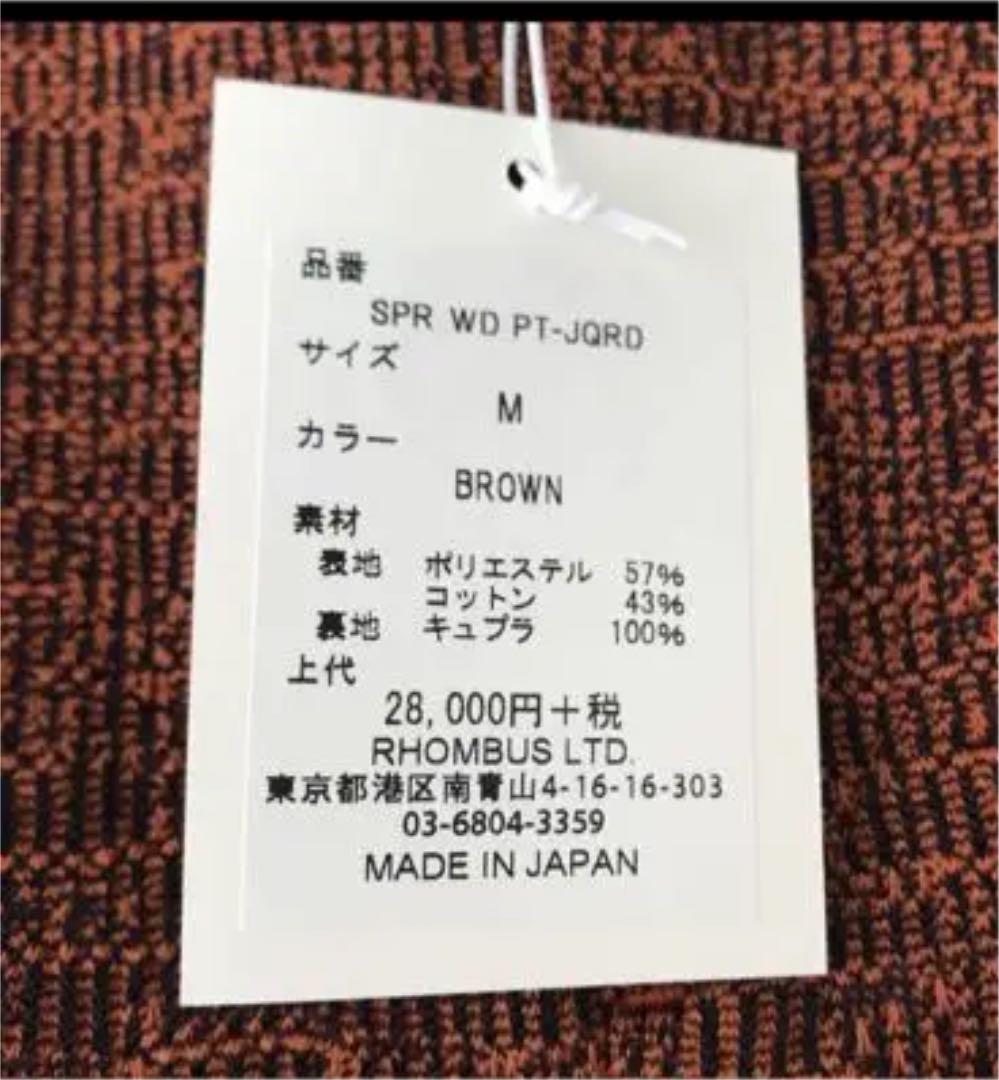 品番
SPR WD PT-JQRD
サイズ
M
カラー
BROWN
素材
表地 ポリエステル 57%
コットン 43%
裏地 キュプラ 100%
上代
28,000円+税
RHOMBUS LTD.
東京都港区南青山4-16-16-303
03-6804-3359
MADE IN JAPAN